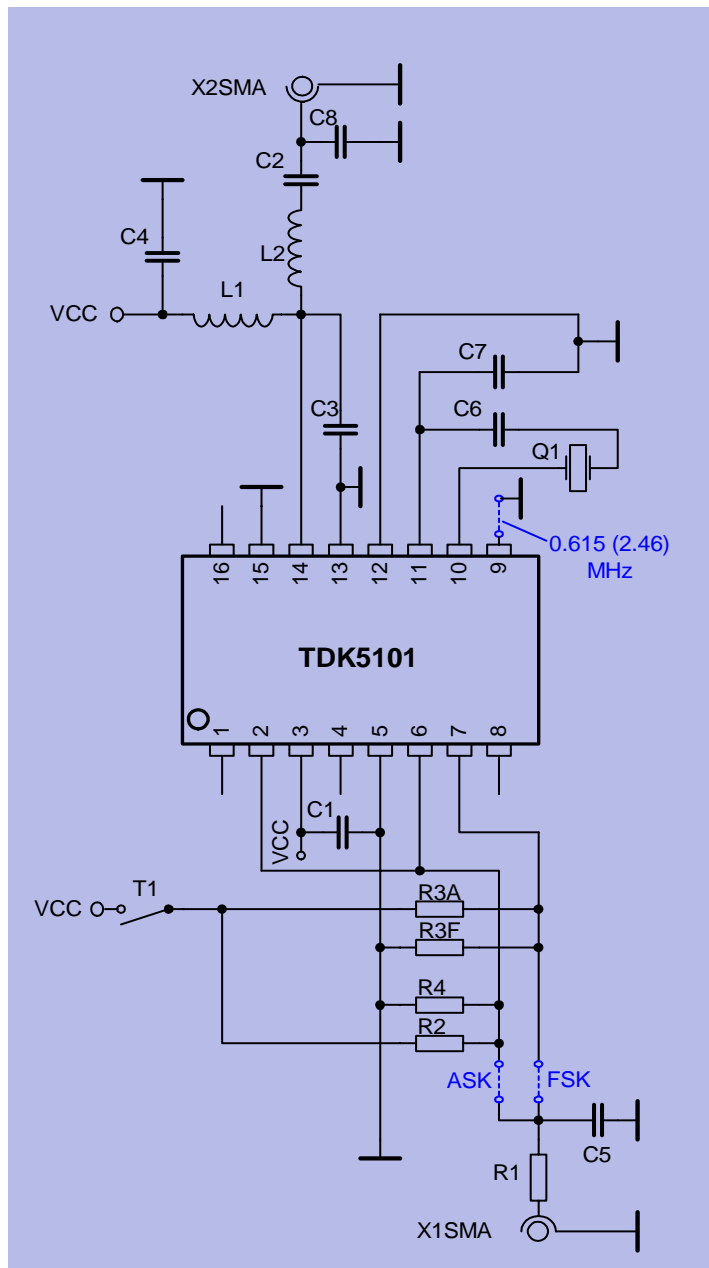 X2SMA
C8
C2
C4
L2
L1
VCC
C7
C3
C6
Q1
0.615 (2.46)
MHz
16 15 14 13 12 11 10 9
TDK5101
1 2 3 4 5 6 7 8
C1
VCC
T1
VCC
R3A
R3F
R4
R2
ASK FSK
C5
R1
X1SMA